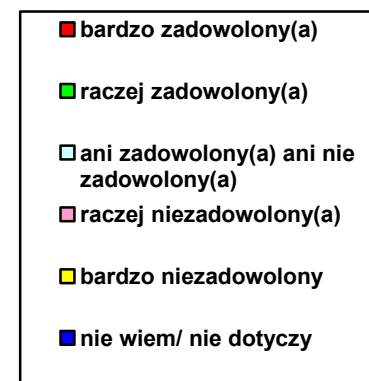 bardzo zadowolony(a)
raczej zadowolony(a)
ani zadowolony(a) ani nie
zadowolony(a)
raczej niezadowolony(a)
bardzo niezadowolony
nie wiem/ nie dotyczy